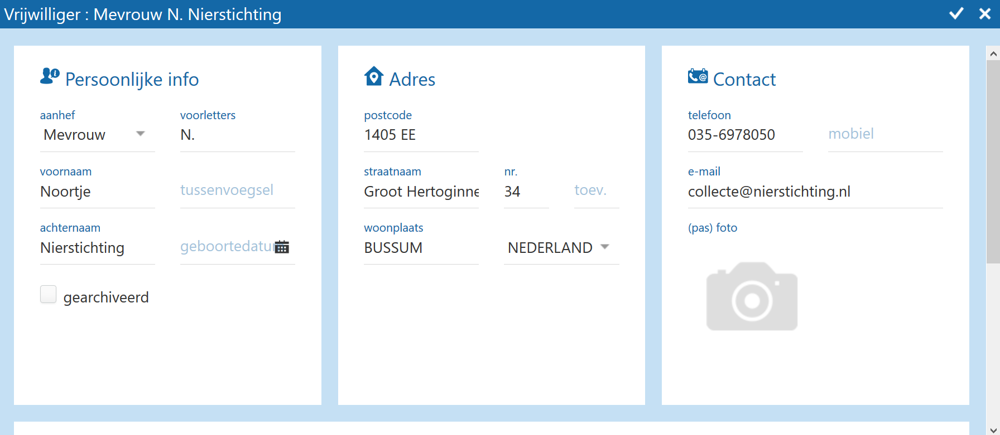 Vrijwilliger : Mevrouw N. Nierstichting
Persoonlijke info
aanhef
voorletters
Mevrouw
N.
voornaam
Noortje
tussenvoegsel
achternaam
Nierstichting
geboortedatum
gearchiveerd
Adres
postcode
1405 EE
straatnaam
nr.
Groot Hertoginne
34
toev.
woonplaats
BUSSUM
NEDERLAND
Contact
telefoon
035-6978050
mobiel
e-mail
collecte@nierstichting.nl
(pas) foto